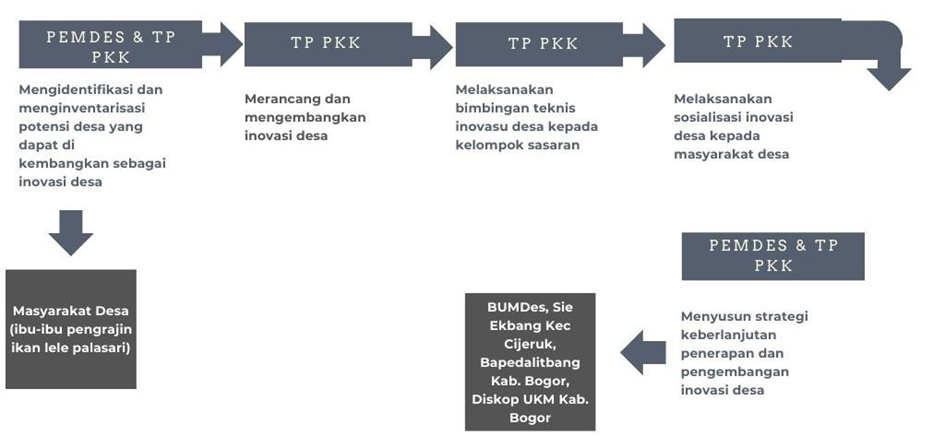 PEMDES & TP
PKK
Mengidentifikasi dan
menginventarisasi
potensi desa yang
dapat di
kembangkan sebagai
inovasi desa
TP PKK
Merancang dan
mengembangkan
inovasi desa
TP PKK
Melaksanakan
bimbingan teknis
inovasu desa kepada
kelompok sasaran
TP PKK
Melaksanakan
sosialisasi inovasi
desa kepada
masyarakat desa
Masyarakat Desa
(ibu-ibu pengrajin
ikan lele palasari)
PEMDES & TP
PKK
Menyusun strategi
keberlanjutan
penerapan dan
pengembangan
inovasi desa
BUMDes, Sie
Ekbang Kec
Cijeruk,
Bapedalitbang
Kab. Bogor,
Diskop UKM Kab.
Bogor